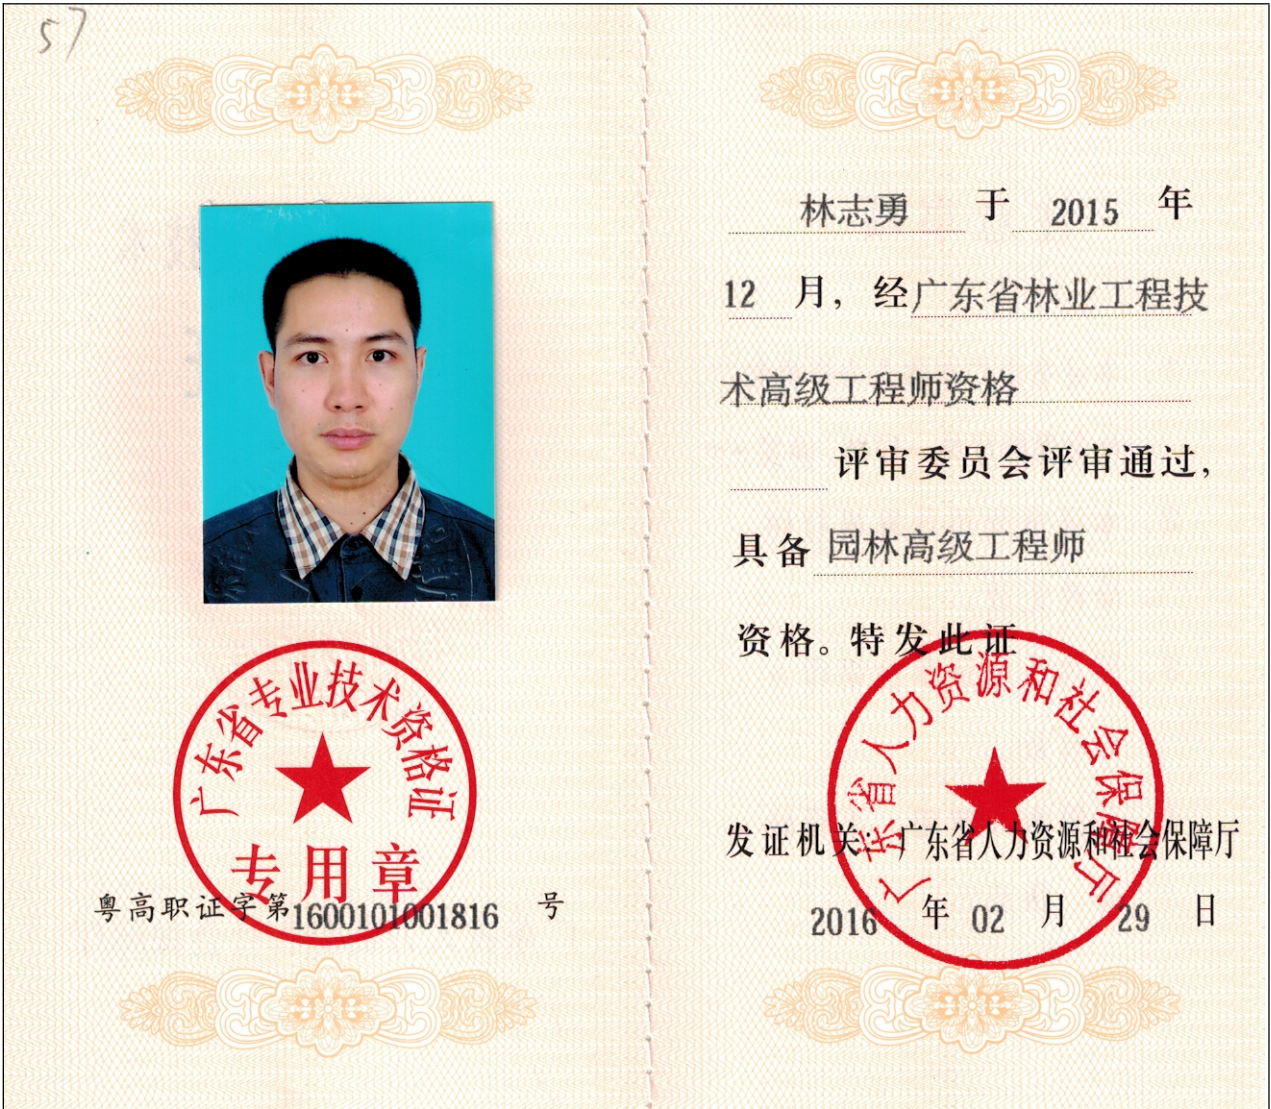 57
广东省专业技术资格证
专用章
粤高职证字第1600101001816 号
林志勇 于 2015 年
12 月，经广东省林业工程技
术高级工程师资格
评审委员会评审通过，
具备 园林高级工程师
资格。特发此证
广东省人力资源和社会保障厅
发证机关：广东省人力资源和社会保障厅
2016 年 02 月 29 日